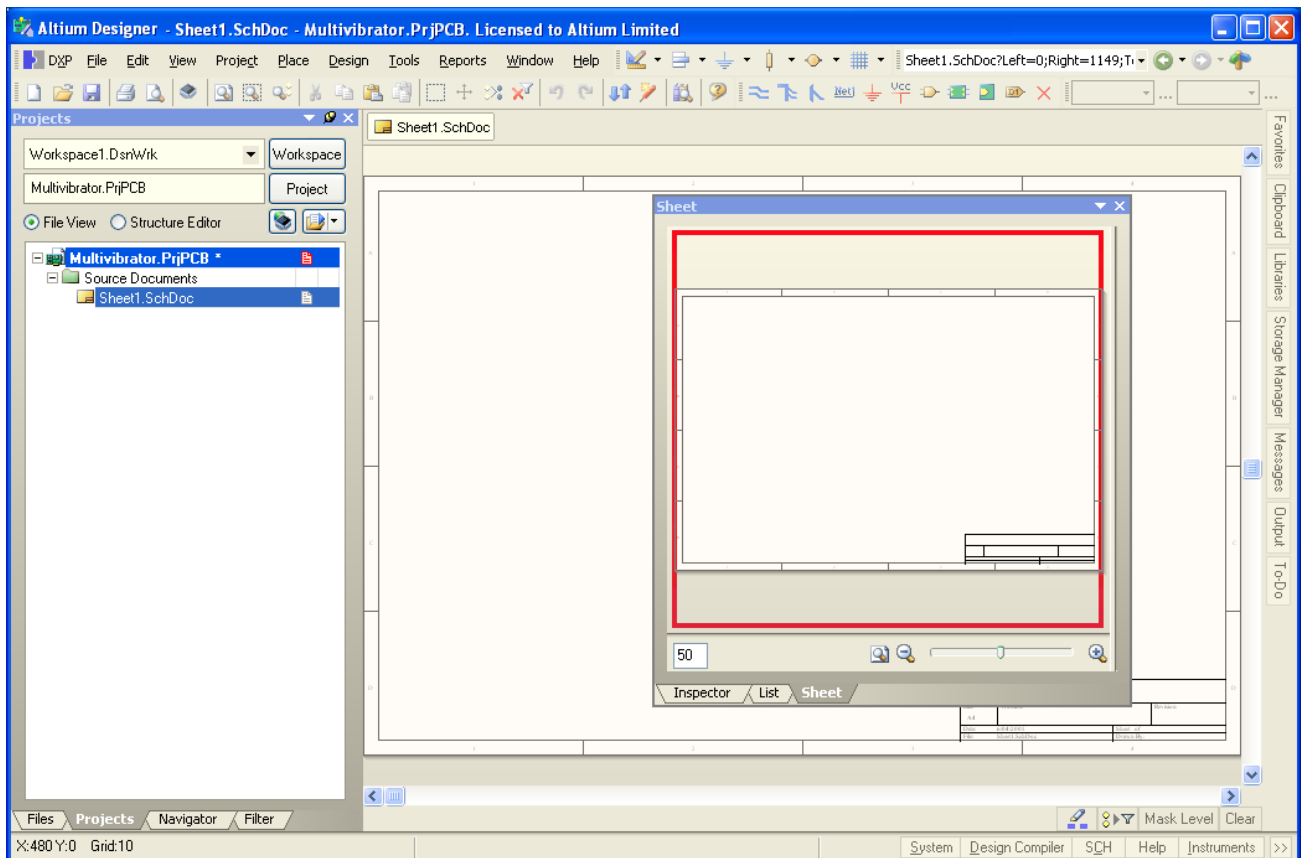 Altium Designer - Sheet1.SchDoc - Multivibrator.PrjPCB. Licensed to Altium Limited
DXP File Edit View Project Place Design Tools Reports Window Help Sheet1.SchDoc?Left=0;Right=1149;T
Net1 Vcc ... ...
Projects
Sheet1.SchDoc
Workspace1.DsnWrk Workspace
Multivibrator.PrjPCB Project
File View Structure Editor
Multivibrator.PrjPCB *
Source Documents
Sheet1.SchDoc
Sheet
50
Inspector List Sheet
Favorites
Clipboard
Libraries
Storage Manager
Messages
Output
To-Do
Files Projects Navigator Filter
Mask Level Clear
X:480 Y:0 Grid:10
System Design Compiler SCH Help Instruments >>